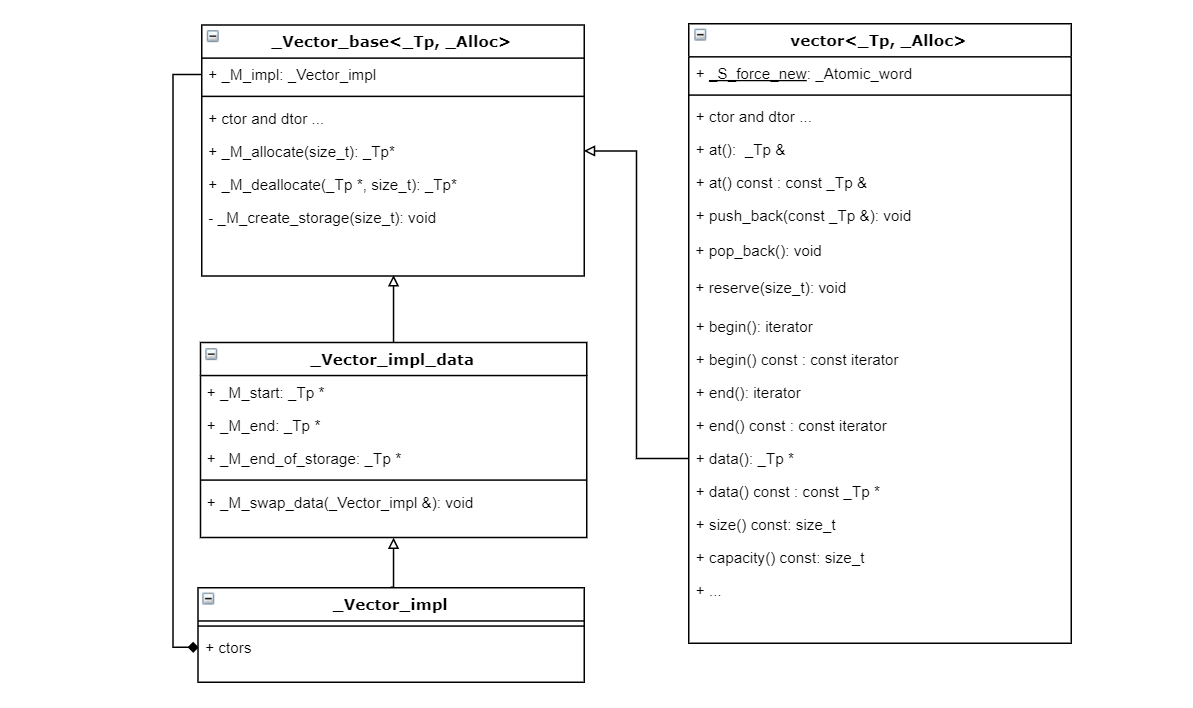 _Vector_base<_Tp, _Alloc>
+ _M_impl: _Vector_impl
+ ctor and dtor ...
+ _M_allocate(size_t): _Tp*
+ _M_deallocate(_Tp *, size_t): _Tp*
- _M_create_storage(size_t): void
_Vector_impl_data
+ _M_start: _Tp *
+ _M_end: _Tp *
+ _M_end_of_storage: _Tp *
+ _M_swap_data(_Vector_impl &): void
_Vector_impl
+ ctors
vector<_Tp, _Alloc>
+ _S_force_new: _Atomic_word
+ ctor and dtor ...
+ at():  _Tp &
+ at() const : const _Tp &
+ push_back(const _Tp &): void
+ pop_back(): void
+ reserve(size_t): void
+ begin(): iterator
+ begin() const : const iterator
+ end(): iterator
+ end() const : const iterator
+ data(): _Tp *
+ data() const : const _Tp *
+ size() const: size_t
+ capacity() const: size_t
+ ...